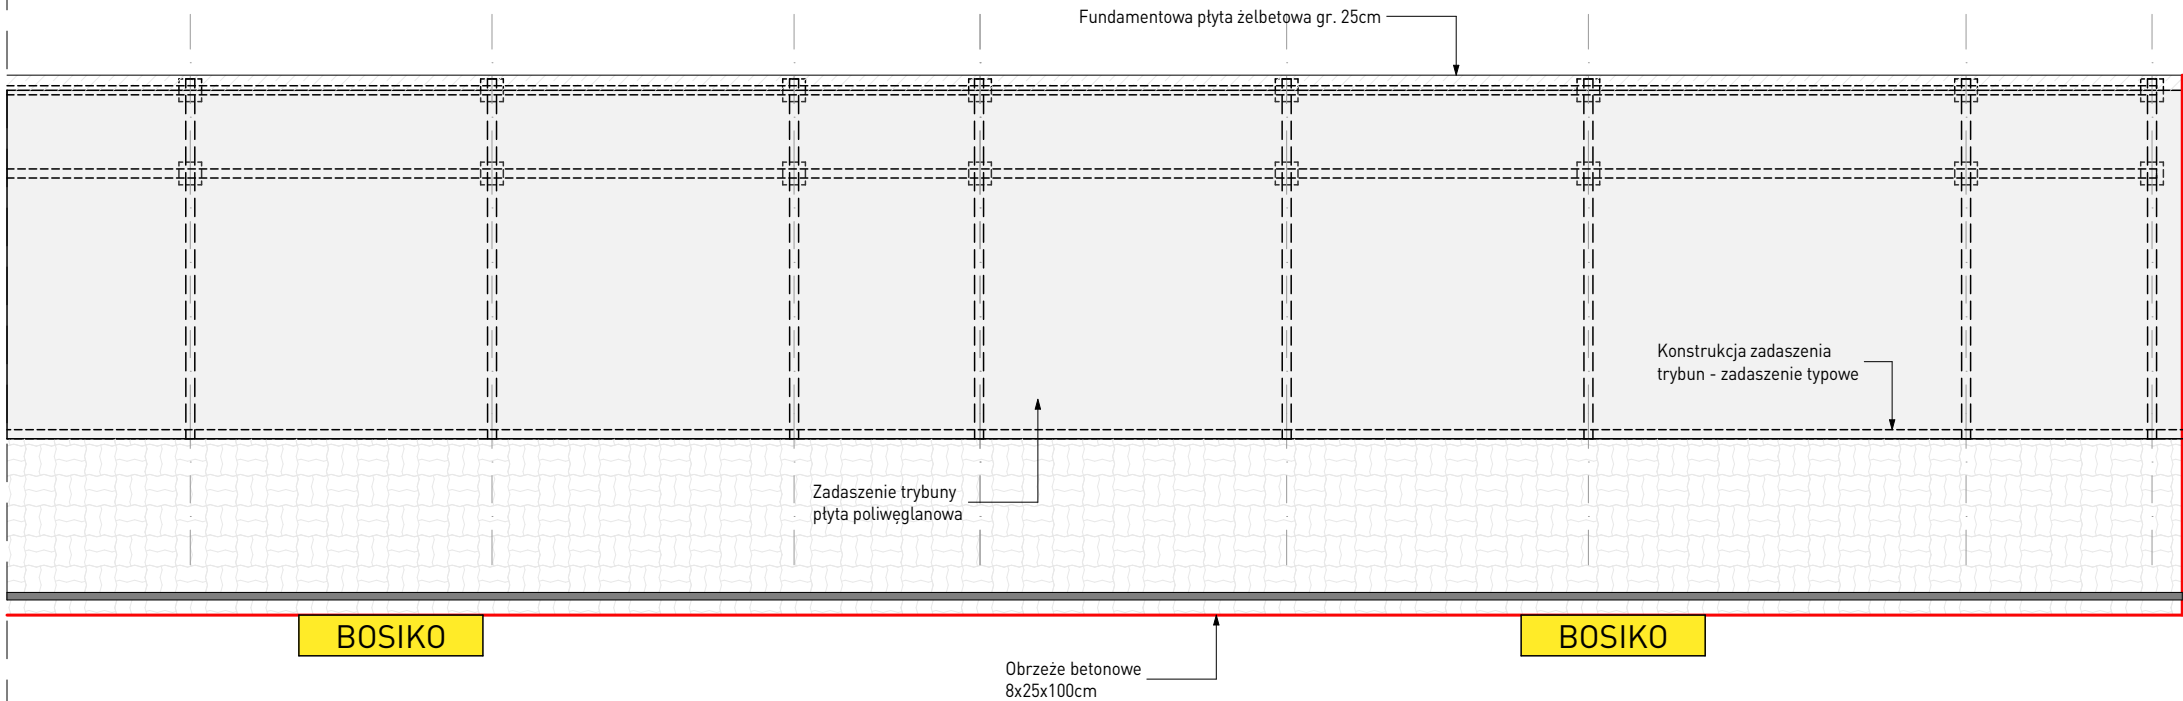 Fundamentowa płyta żelbetowa gr. 25cm
Konstrukcja zadaszenia
trybun - zadaszenie typowe
Zadaszenie trybuny
płyta poliwęglanowa
BOSIKO
BOSIKO
Obrzeże betonowe
8x25x100cm